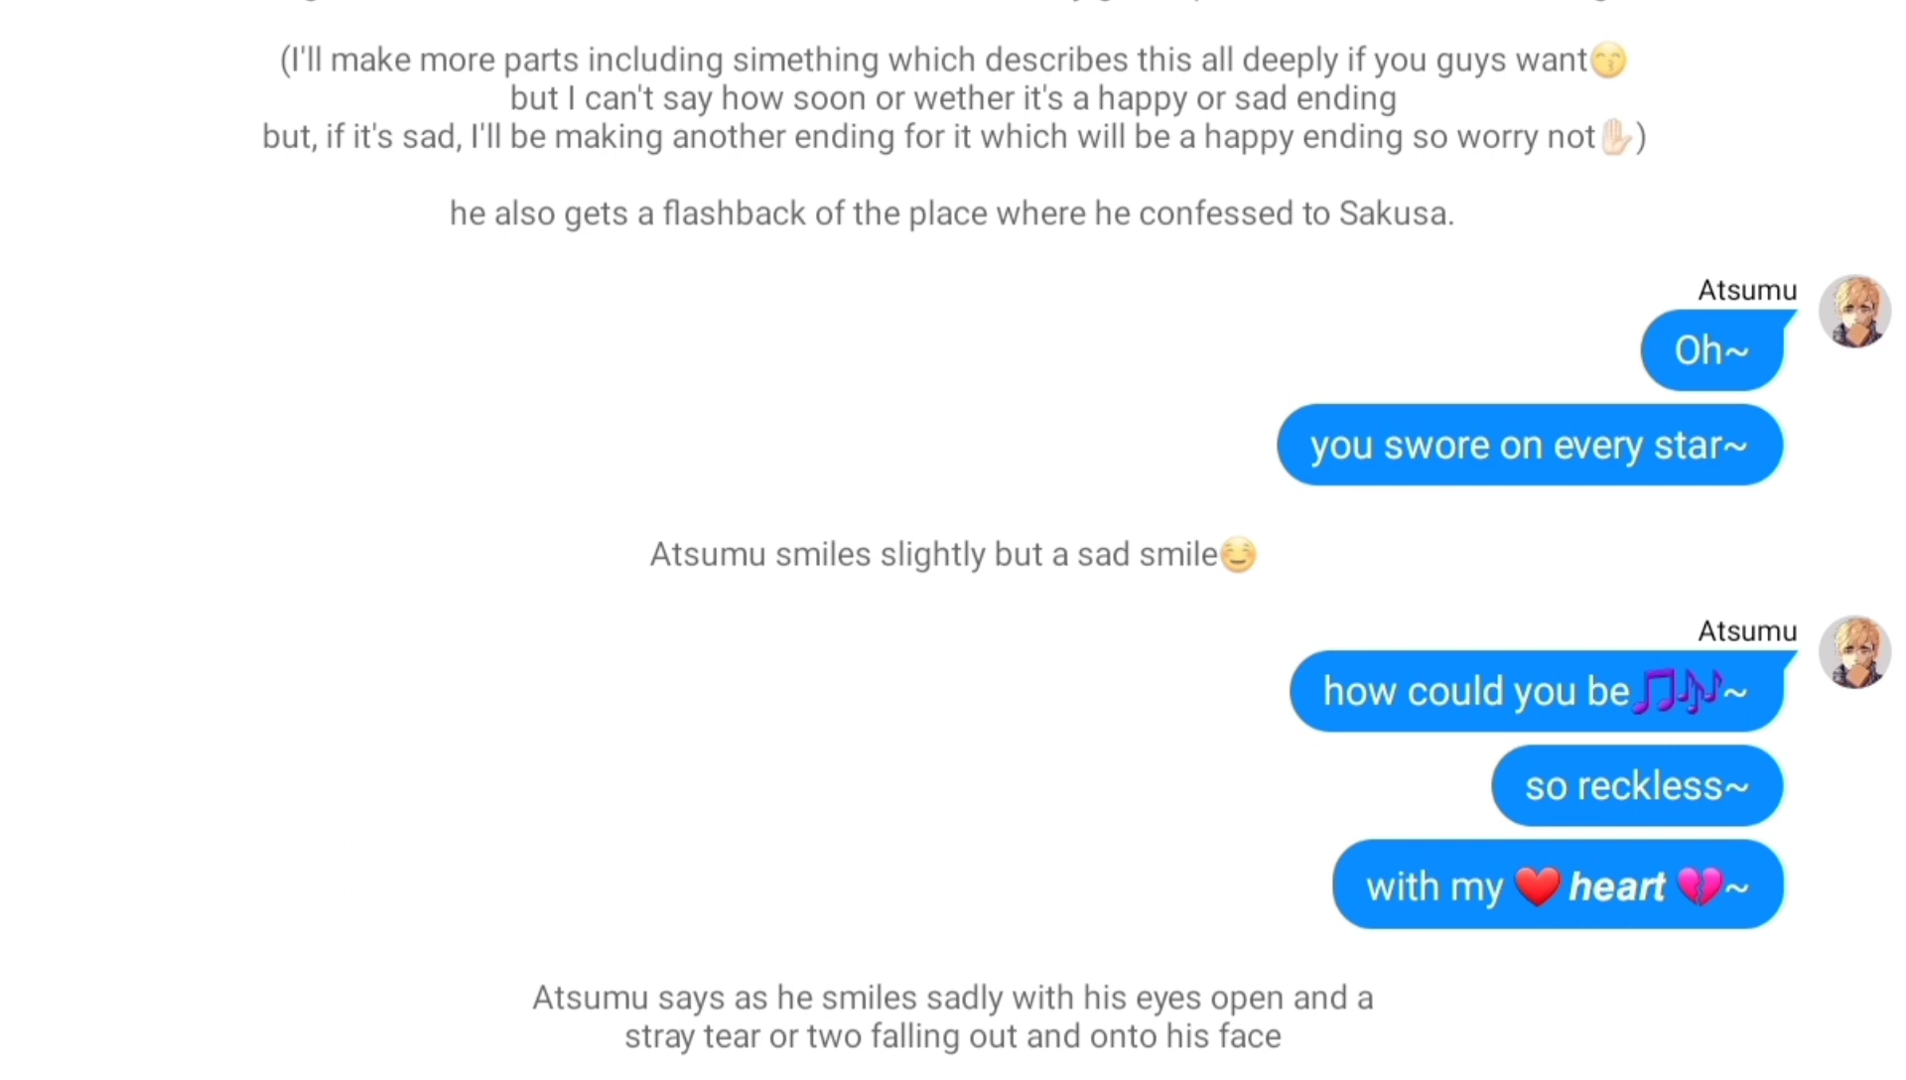 (I'll make more parts including simething which describes this all deeply if you guys want😙
but I can't say how soon or wether it's a happy or sad ending
but, if it's sad, I'll be making another ending for it which will be a happy ending so worry not✋🏻)
he also gets a flashback of the place where he confessed to Sakusa.
Atsumu
Oh~
you swore on every star~
Atsumu smiles slightly but a sad smile☺️
Atsumu
how could you be🎵🎶~
so reckless~
with my ❤️ heart 💔~
Atsumu says as he smiles sadly with his eyes open and a
stray tear or two falling out and onto his face